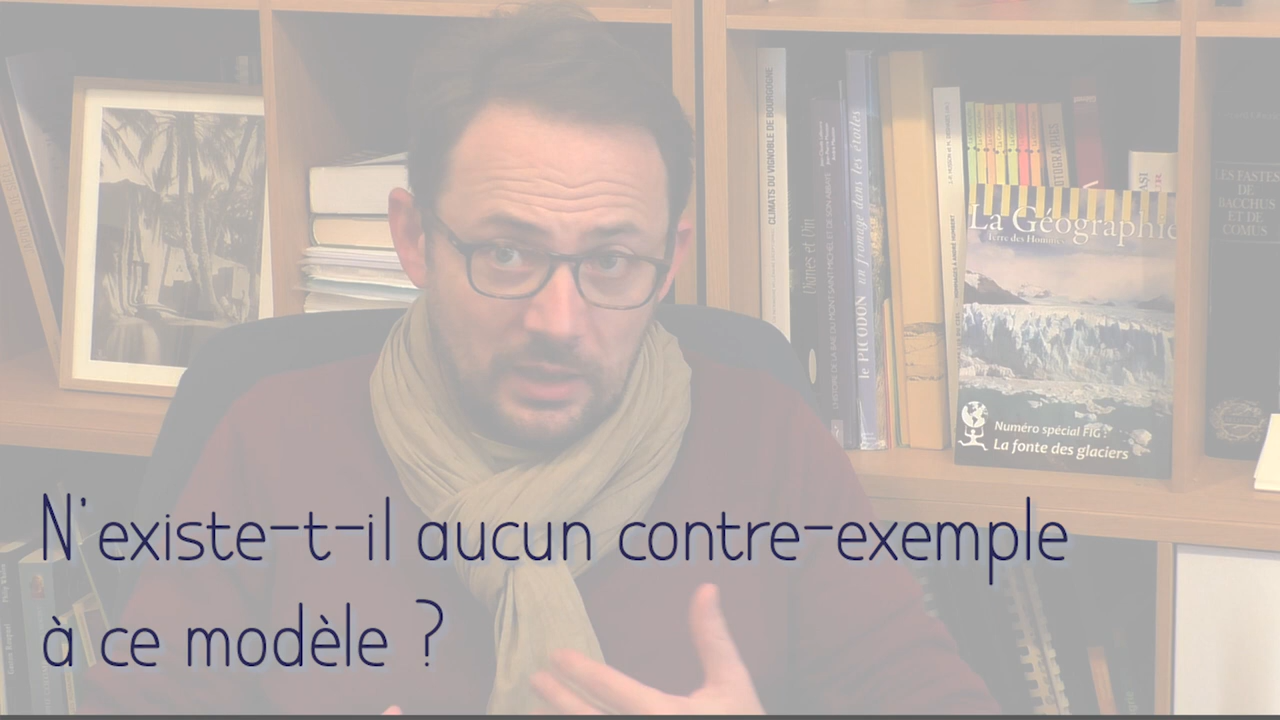 CLIMATS DU VIGNOBLE DE BOURGOGNE
le PICODON un fromage dans les étoiles
La Géographie
Terre des Hommes
Numéro spécial FIG :
La fonte des glaciers
LES FASTES
DE
BACCHUS
ET DE
COMUS
N'existe-t-il aucun contre-exemple
à ce modèle ?